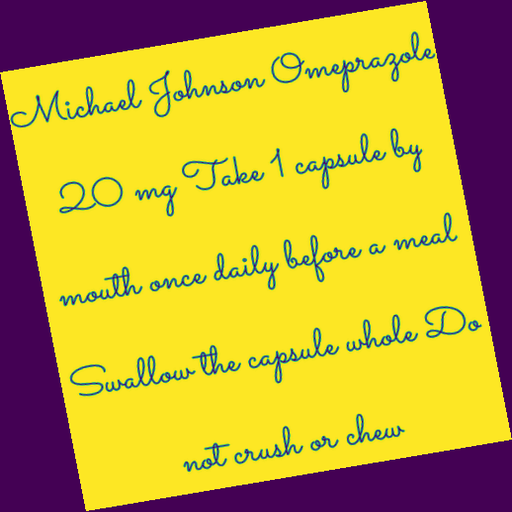 Michael Johnson Omeprazole
20 mg Take 1 capsule by
mouth once daily before a meal
Swallow the capsule whole Do
not crush or chew